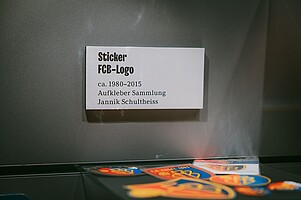 Sticker
FCB-Logo
ca. 1980–2015
Aufkleber Sammlung
Jannik Schultheiss